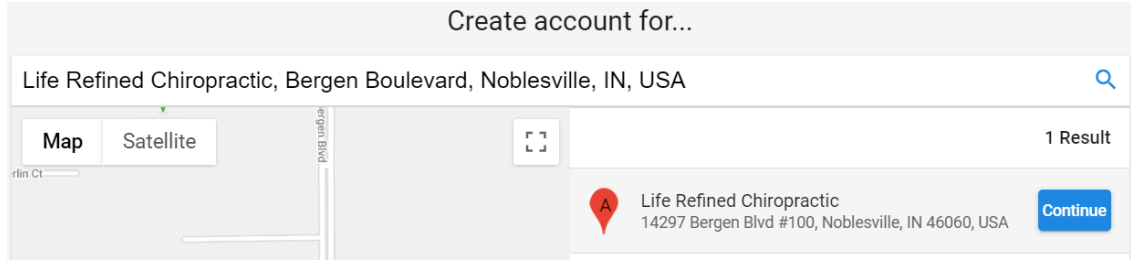 Create account for...
Life Refined Chiropractic, Bergen Boulevard, Noblesville, IN, USA
Map
Satellite
ergen Blvd
rlin Ct
1 Result
A
Life Refined Chiropractic
14297 Bergen Blvd #100, Noblesville, IN 46060, USA
Continue